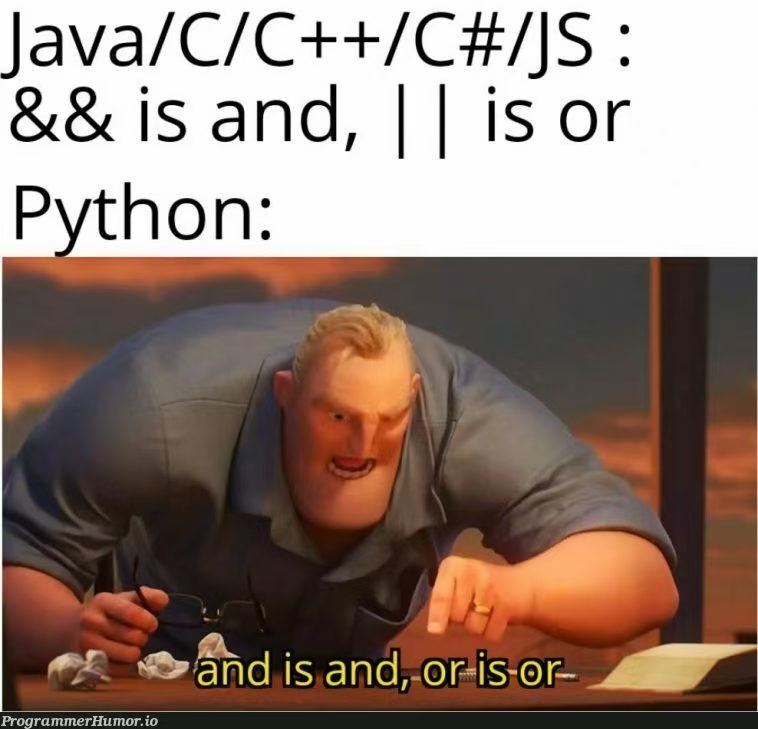 Java/C/C++/C#/JS :
&& is and, || is or
Python:
and is and, or is or
ProgrammerHumor.io